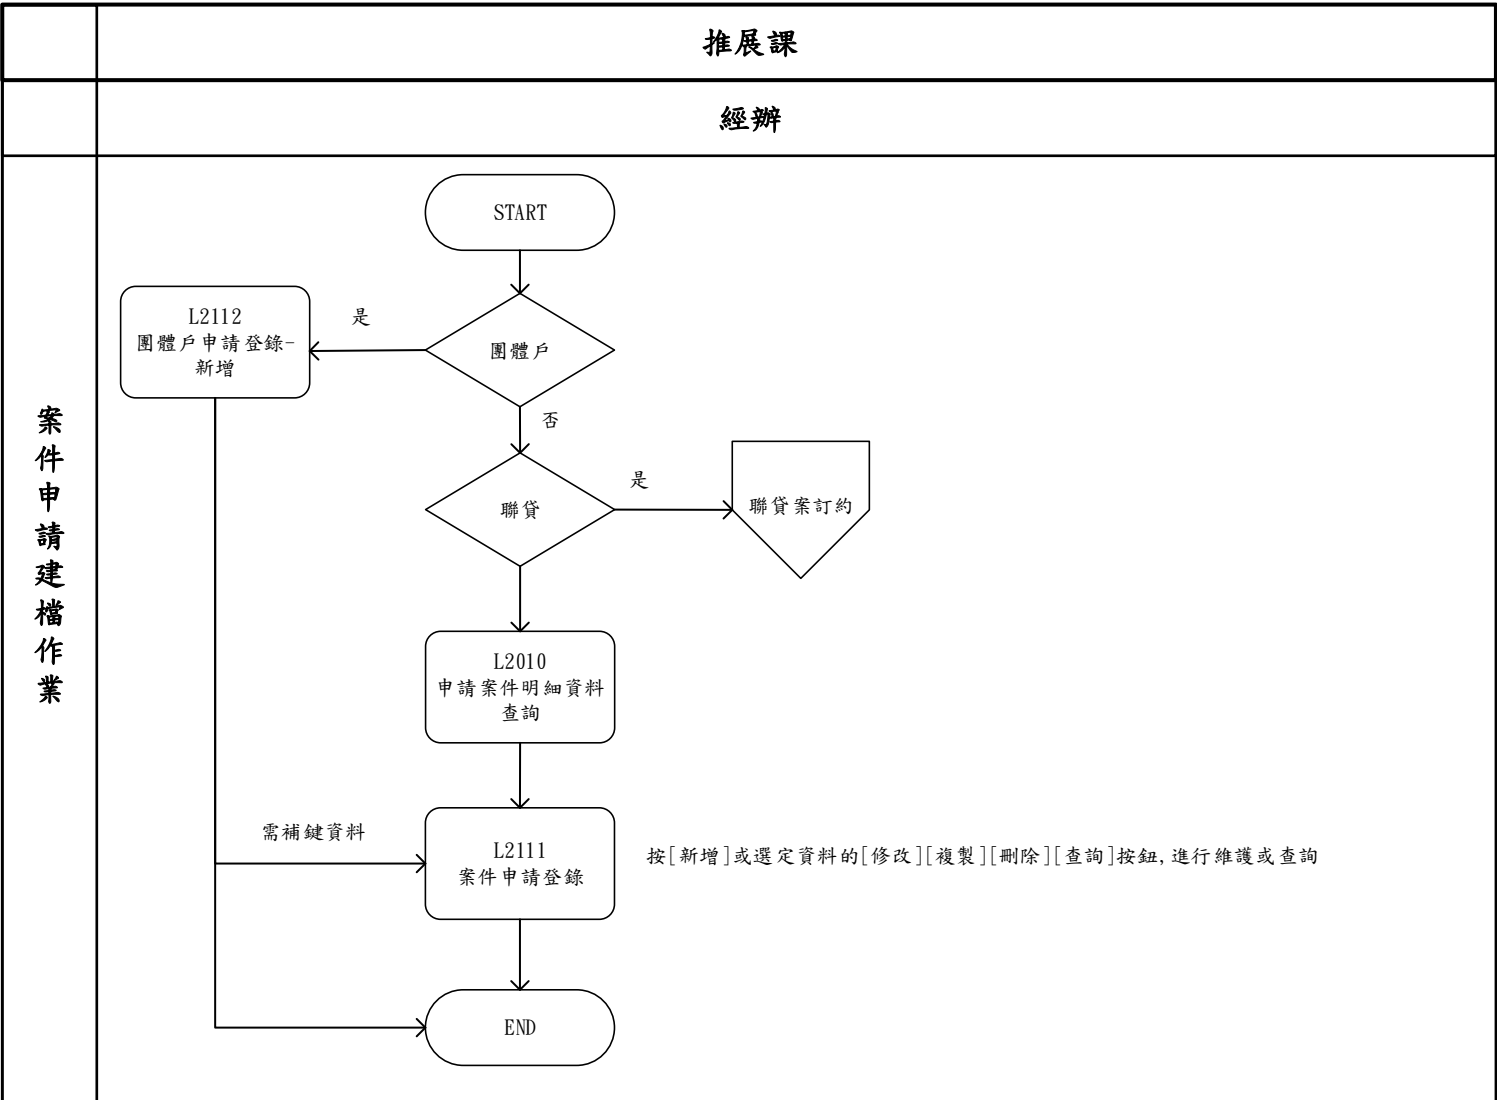 推展課
經辦
案件申請建檔作業
START
L2112
團體戶申請登錄-
新增
是
團體戶
否
聯貸
是
聯貸案訂約
L2010
申請案件明細資料
查詢
需補鍵資料
L2111
案件申請登錄
按[新增]或選定資料的[修改][複製][刪除][查詢]按鈕,進行維護或查詢
END